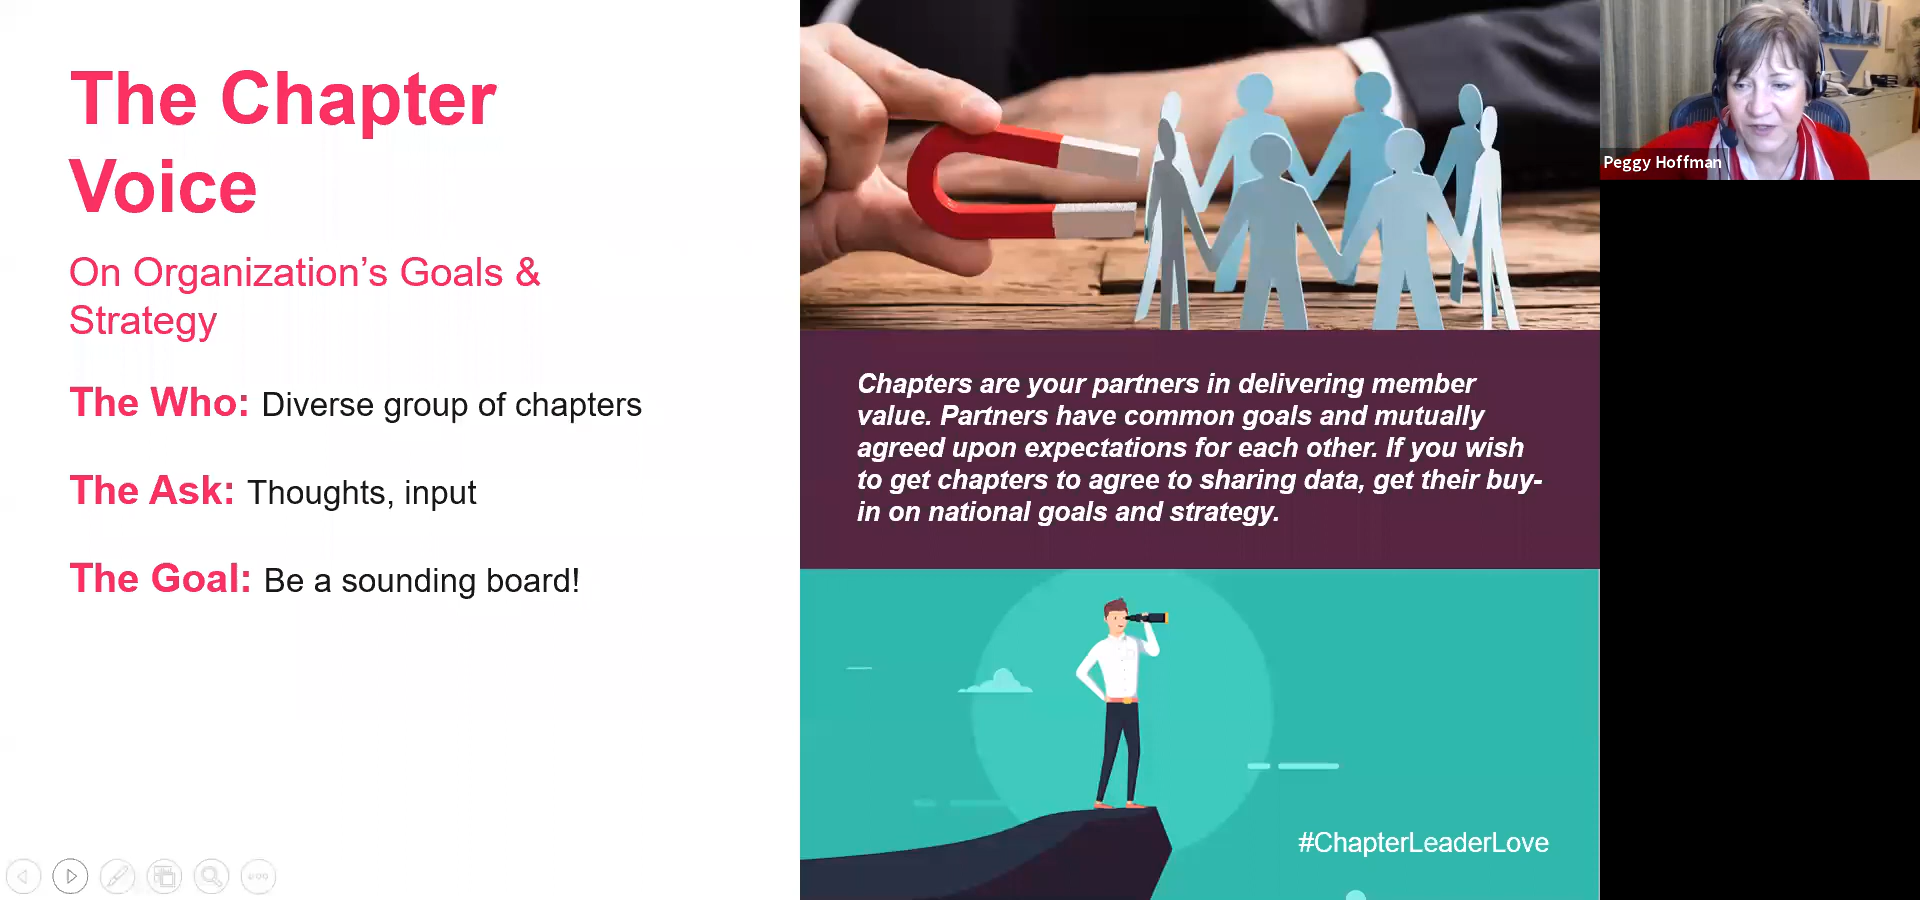 The Chapter
Voice
On Organization’s Goals &
Strategy
The Who: Diverse group of chapters
The Ask: Thoughts, input
The Goal: Be a sounding board!
Chapters are your partners in delivering member
value. Partners have common goals and mutually
agreed upon expectations for each other. If you wish
to get chapters to agree to sharing data, get their buy-
in on national goals and strategy.
#ChapterLeaderLove
Peggy Hoffman